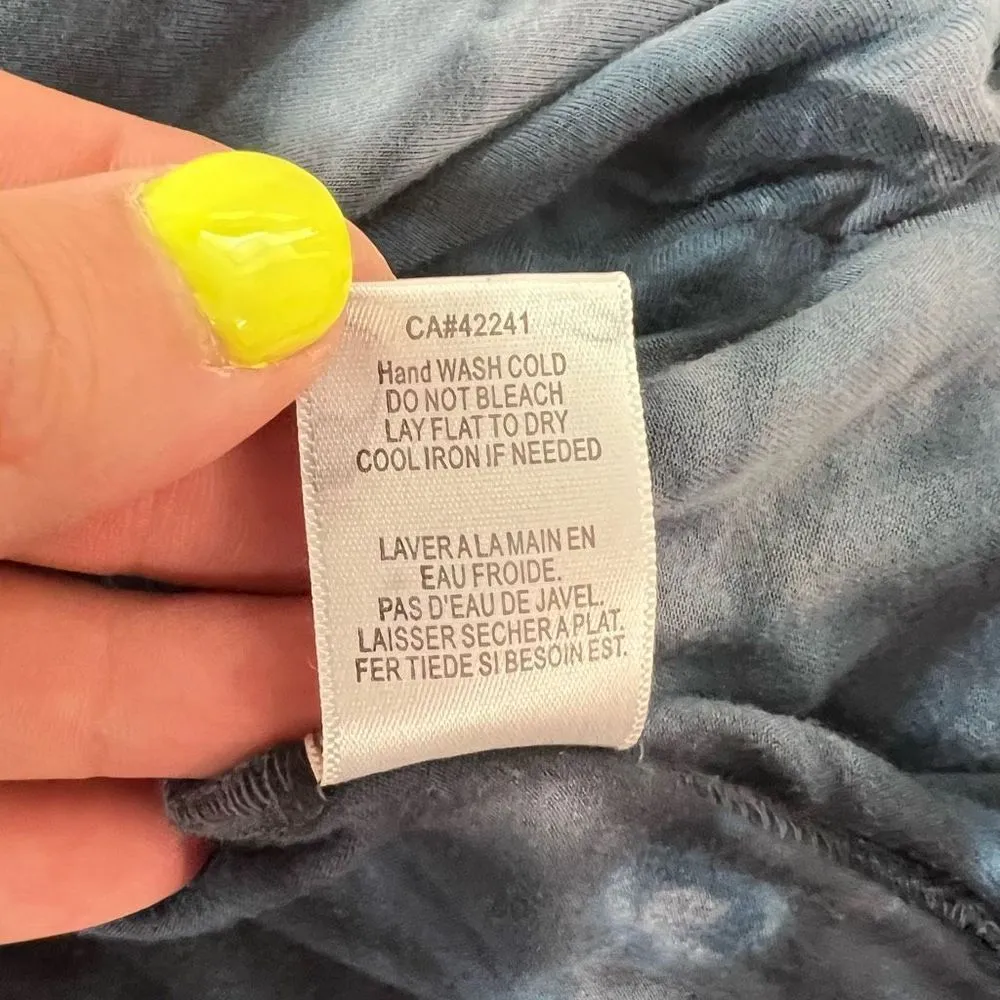 CA#42241
Hand WASH COLD
DO NOT BLEACH
LAY FLAT TO DRY
COOL IRON IF NEEDED
LAVER A LA MAIN EN
EAU FROIDE.
PAS D'EAU DE JAVEL.
LAISSER SECHER A PLAT.
FER TIEDE SI BESOIN EST.